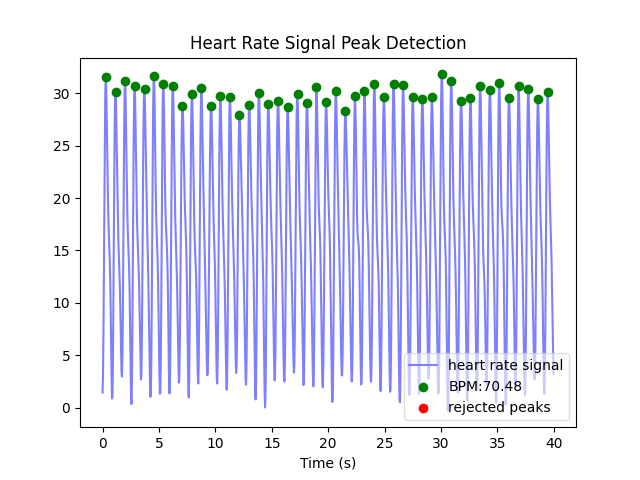 Heart Rate Signal Peak Detection
30
25
20
15
10
5
0
heart rate signal
BPM:70.48
rejected peaks
0 5 10 15 20 25 30 35 40
Time (s)